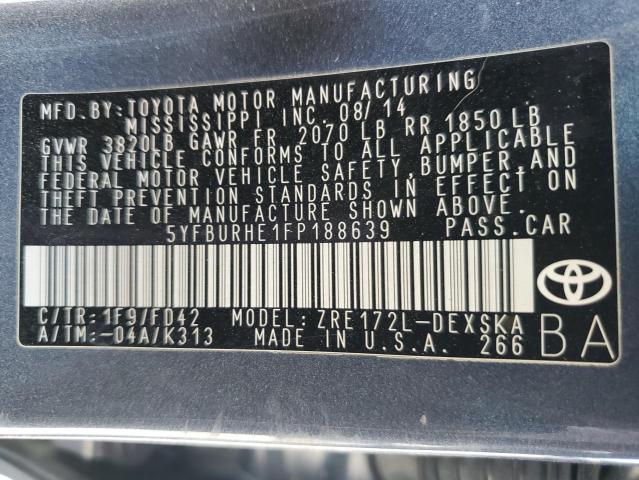 MFD.BY:TOYOTA MOTOR MANUFACTURING
MISSISSIPPI INC. 08/14
GVWR 3820LB GAWR FR 2070 LB RR 1850 LB
THIS VEHICLE CONFORMS TO ALL APPLICABLE
FEDERAL MOTOR VEHICLE SAFETY,BUMPER,AND
THEFT PREVENTION STANDARDS IN EFFECT ON
THE DATE OF MANUFACTURE SHOWN ABOVE.
5YFBURHE1FP188639 PASS.CAR
C/TR:1F9/FD42 MODEL:ZRE172L-DEXSKA
A/TM:-04A/K313 MADE IN U.S.A. 266
BA